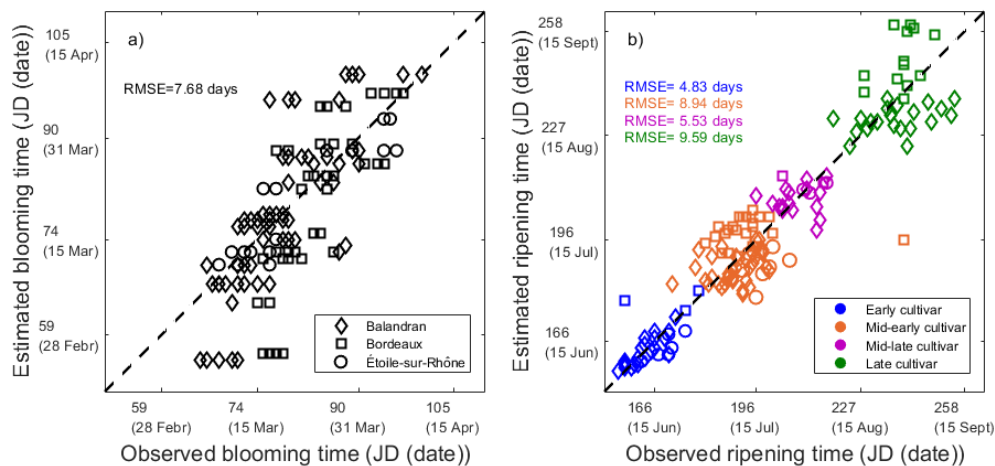 a)
RMSE=7.68 days
Estimated blooming time (JD (date))
105
(15 Apr)
90
(31 Mar)
74
(15 Mar)
59
(28 Febr)
Balandran
Bordeaux
Étoile-sur-Rhône
59
(28 Febr)
74
(15 Mar)
90
(31 Mar)
105
(15 Apr)
Observed blooming time (JD (date))
b)
RMSE= 4.83 days
RMSE= 8.94 days
RMSE= 5.53 days
RMSE= 9.59 days
Estimated ripening time (JD (date))
258
(15 Sept)
227
(15 Aug)
196
(15 Jul)
166
(15 Jun)
Early cultivar
Mid-early cultivar
Mid-late cultivar
Late cultivar
166
(15 Jun)
196
(15 Jul)
227
(15 Aug)
258
(15 Sept)
Observed ripening time (JD (date))